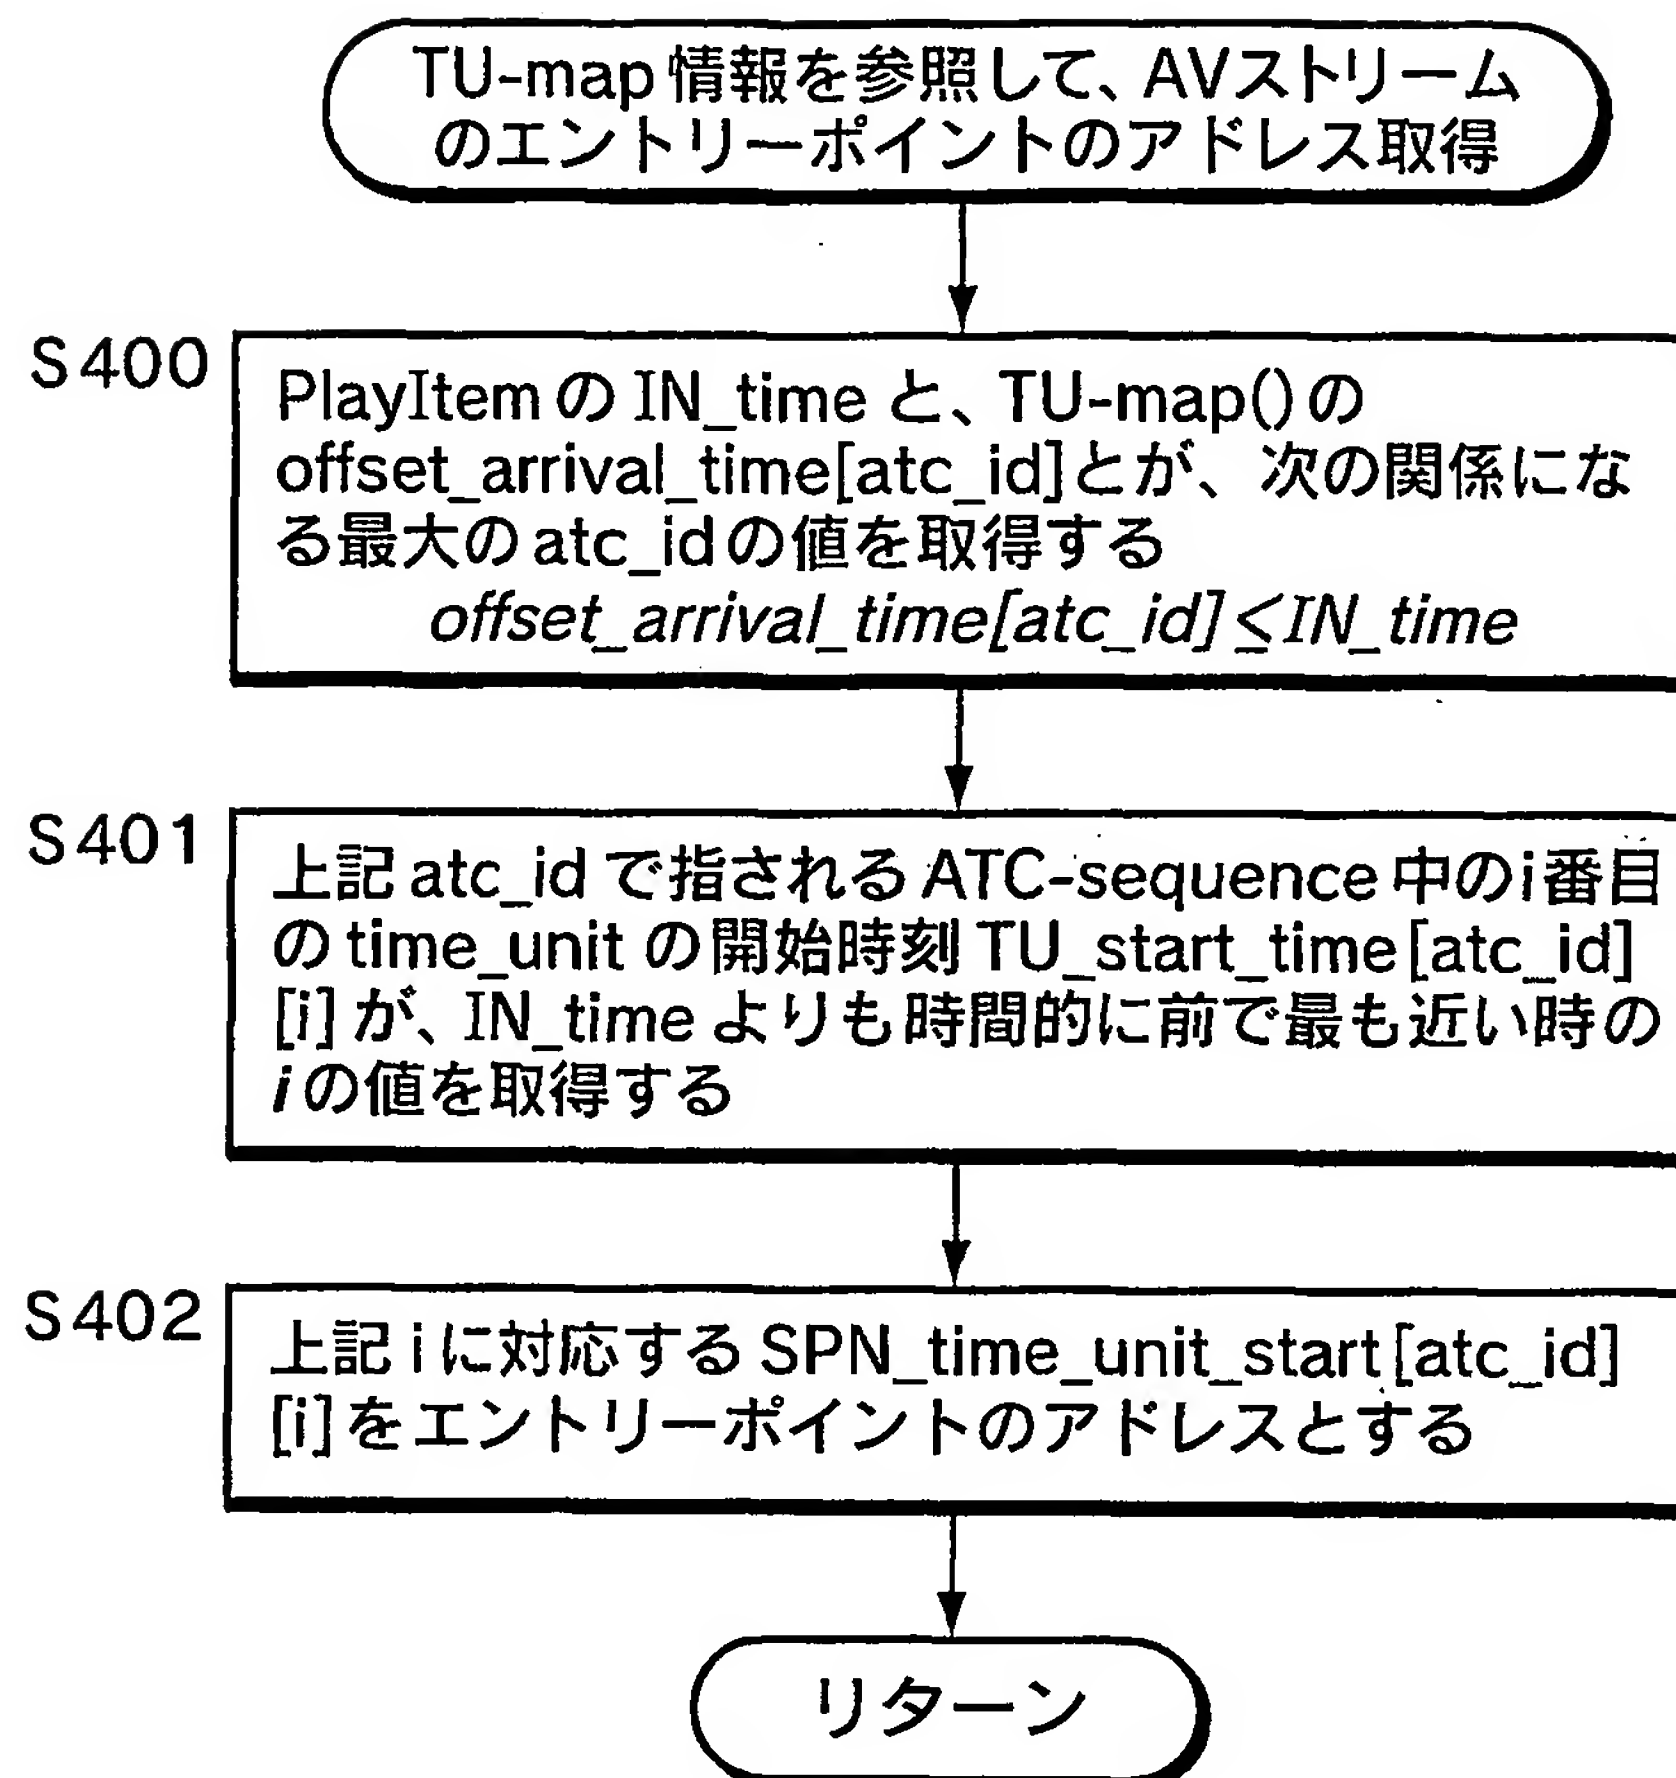 TU-map 情報を参照して、AVストリーム
のエントリーポイントのアドレス取得
S400
PlayItem の IN_time と、TU-map() の
offset_arrival_time[atc_id]とが、次の関係にな
る最大の atc_id の値を取得する
offset_arrival_time[atc_id]≤IN_time
S401
上記 atc_id で指される ATC-sequence 中のi番目
の time_unit の開始時刻 TU_start_time[atc_id]
[i] が、IN_time よりも時間的に前で最も近い時の
iの値を取得する
S402
上記 i に対応する SPN_time_unit_start[atc_id]
[i]をエントリーポイントのアドレスとする
リターン